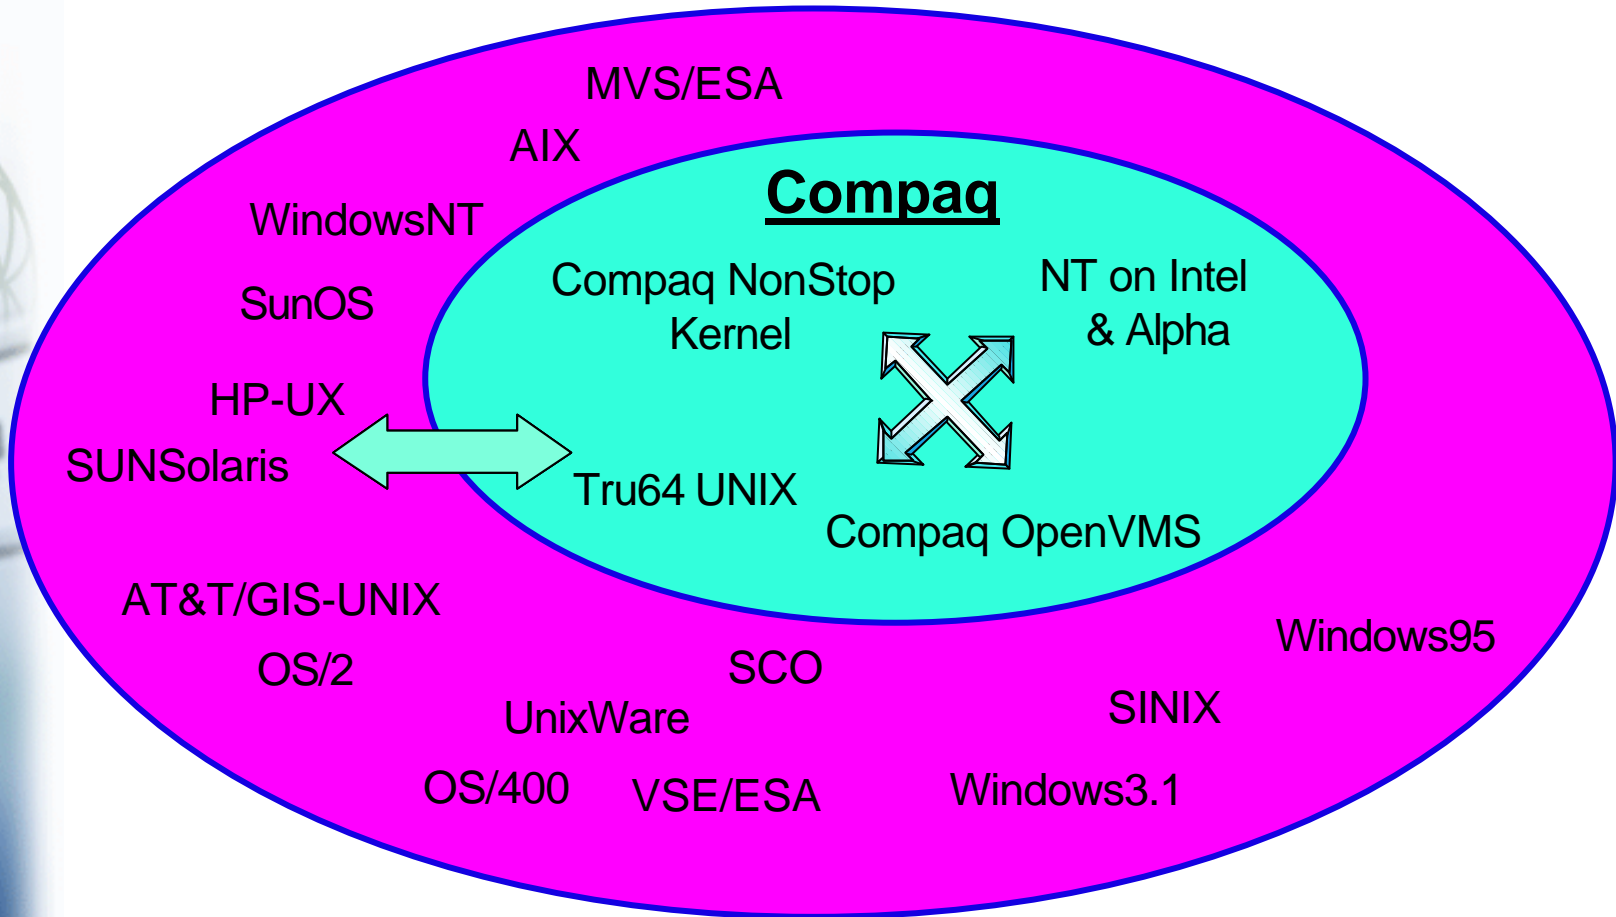 MVS/ESA
AIX
Compaq
WindowsNT
Compaq NonStop
Kernel
NT on Intel
& Alpha
SunOS
HP-UX
SUNSolaris
Tru64 UNIX
Compaq OpenVMS
AT&T/GIS-UNIX
OS/2
SCO
Windows95
UnixWare
SINIX
OS/400
VSE/ESA
Windows3.1